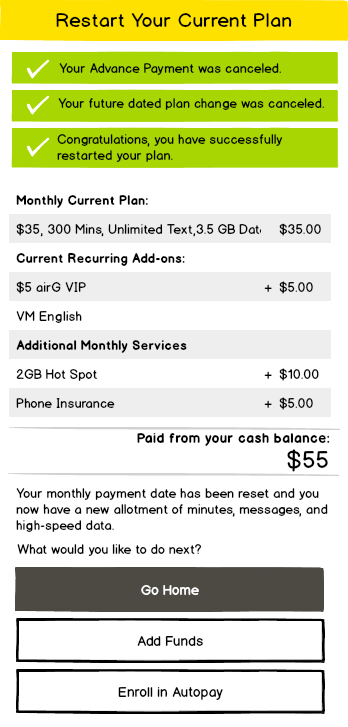 Restart Your Current Plan
Your Advance Payment was canceled.
Your future dated plan change was canceled.
Congratulations, you have successfully
restarted your plan.
Monthly Current Plan:
$35, 300 Mins, Unlimited Text,3.5 GB Data $35.00
Current Recurring Add-ons:
$5 airG VIP + $5.00
VM English
Additional Monthly Services
2GB Hot Spot + $10.00
Phone Insurance + $5.00
Paid from your cash balance:
$55
Your monthly payment date has been reset and you
now have a new allotment of minutes, messages, and
high-speed data.
What would you like to do next?
Go Home
Add Funds
Enroll in Autopay